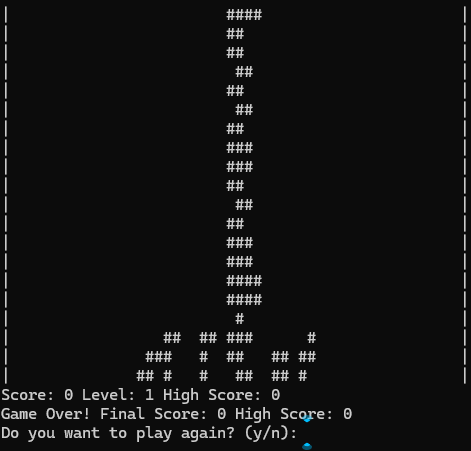 |                        ####                      |
|                        ##                        |
|                        ##                        |
|                         ##                       |
|                        ##                        |
|                         ##                       |
|                        ##                        |
|                        ###                       |
|                        ###                       |
|                        ##                        |
|                         ##                       |
|                        ##                        |
|                        ###                       |
|                        ###                       |
|                        ####                      |
|                        ####                      |
|                         #                        |
|                 ##  ## ###      #                |
|               ###   #  ##   ## ##                |
|              ## #   #   ##  ## #                 |
Score: 0 Level: 1 High Score: 0
Game Over! Final Score: 0 High Score: 0
Do you want to play again? (y/n):